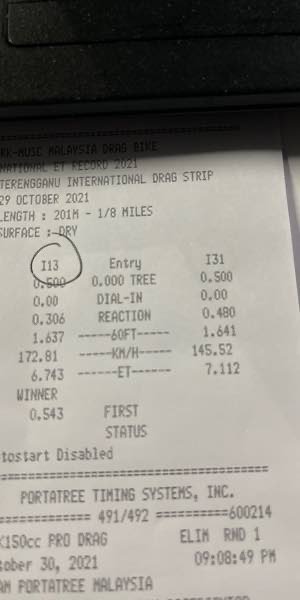 MALAYSIA DRAG BIKE
NATIONAL ET RECORD 2021
TERENGGANU INTERNATIONAL DRAG STRIP
29 OCTOBER 2021
LENGTH : 201M - 1/8 MILES
SURFACE : DRY
I13 Entry I31
0.500 0.000 TREE 0.500
0.00 DIAL-IN 0.00
0.306 REACTION 0.480
1.637 -----60FT----- 1.641
172.81 -----KM/H----- 145.52
6.743 ------ET----- 7.112
WINNER
0.543 FIRST
STATUS
tostart Disabled
====================================
PORTATREE TIMING SYSTEMS, INC.
============ 491/492 ==========600214
150cc PRO DRAG ELIM RND 1
tober 30, 2021 09:08:49 PM
AM PORTATREE MALAYSIA